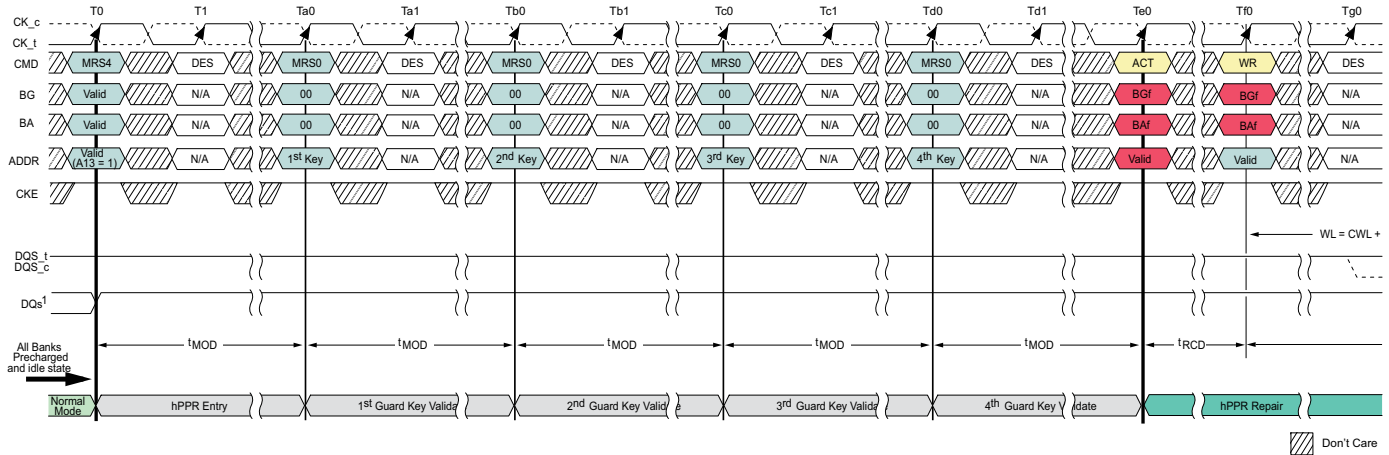 T0 T1 Ta0 Ta1 Tb0 Tb1 Tc0 Tc1 Td0 Td1 Te0 Tf0 Tg0
CK_c
CK_t
CMD MRS4 DES MRS0 DES MRS0 DES MRS0 DES MRS0 DES ACT WR DES
BG Valid N/A 00 N/A 00 N/A 00 N/A 00 N/A BGf BGf N/A
BA Valid N/A 00 N/A 00 N/A 00 N/A 00 N/A BAf BAf N/A
ADDR Valid (A13 = 1) N/A 1st Key N/A 2nd Key N/A 3rd Key N/A 4th Key N/A Valid Valid N/A
CKE
WL = CWL +
DQS_t
DQS_c
DQs1
tMOD tMOD tMOD tMOD tMOD tRCD
All Banks
Precharged
and idle state
Normal Mode hPPR Entry 1st Guard Key Valida 2nd Guard Key Valid e 3rd Guard Key Valida 4th Guard Key V idate hPPR Repair
Don't Care